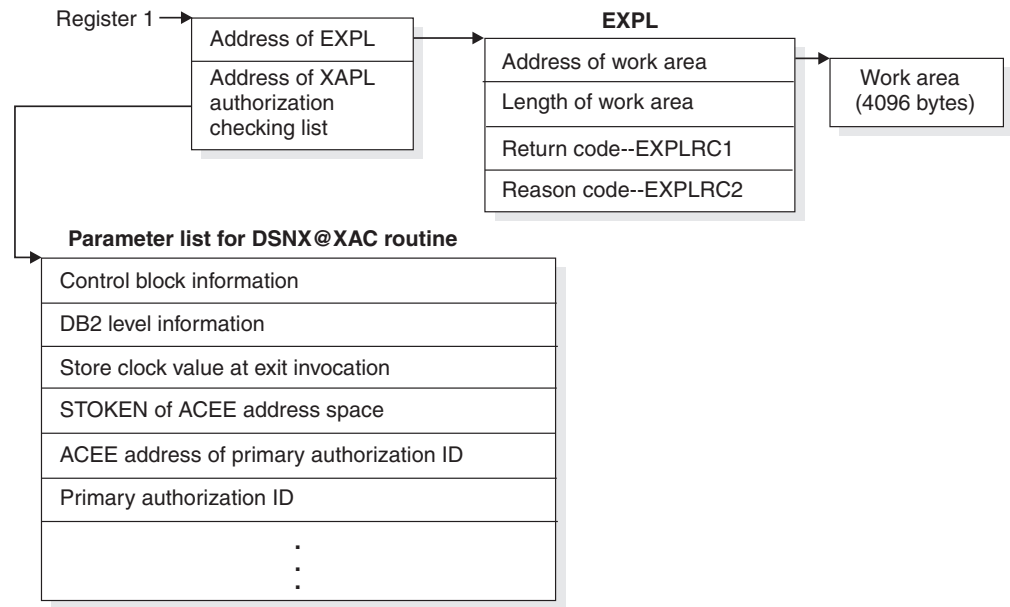 Register 1
Address of EXPL
Address of XAPL
authorization
checking list
EXPL
Address of work area
Length of work area
Return code--EXPLRC1
Reason code--EXPLRC2
Work area
(4096 bytes)
Parameter list for DSNX@XAC routine
Control block information
DB2 level information
Store clock value at exit invocation
STOKEN of ACEE address space
ACEE address of primary authorization ID
Primary authorization ID
.
.
.